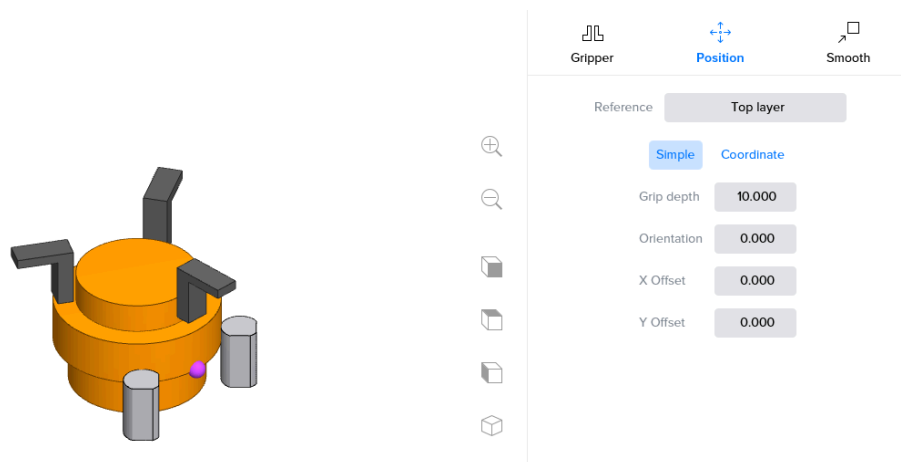 Gripper Position Smooth
Reference Top layer
Simple Coordinate
Grip depth 10.000
Orientation 0.000
X Offset 0.000
Y Offset 0.000